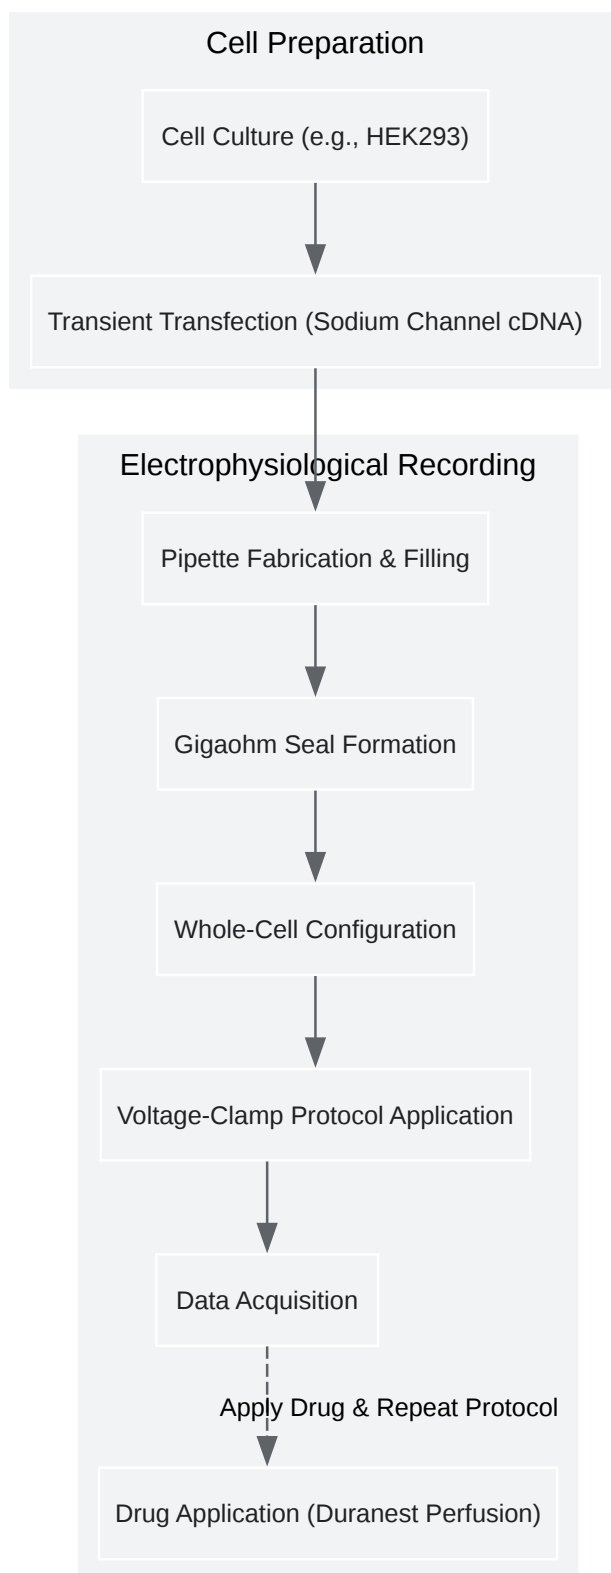 Cell Preparation
Cell Culture (e.g., HEK293)
Transient Transfection (Sodium Channel cDNA)
Electrophysiological Recording
Pipette Fabrication & Filling
Gigaohm Seal Formation
Whole-Cell Configuration
Voltage-Clamp Protocol Application
Data Acquisition
Apply Drug & Repeat Protocol
Drug Application (Duranest Perfusion)